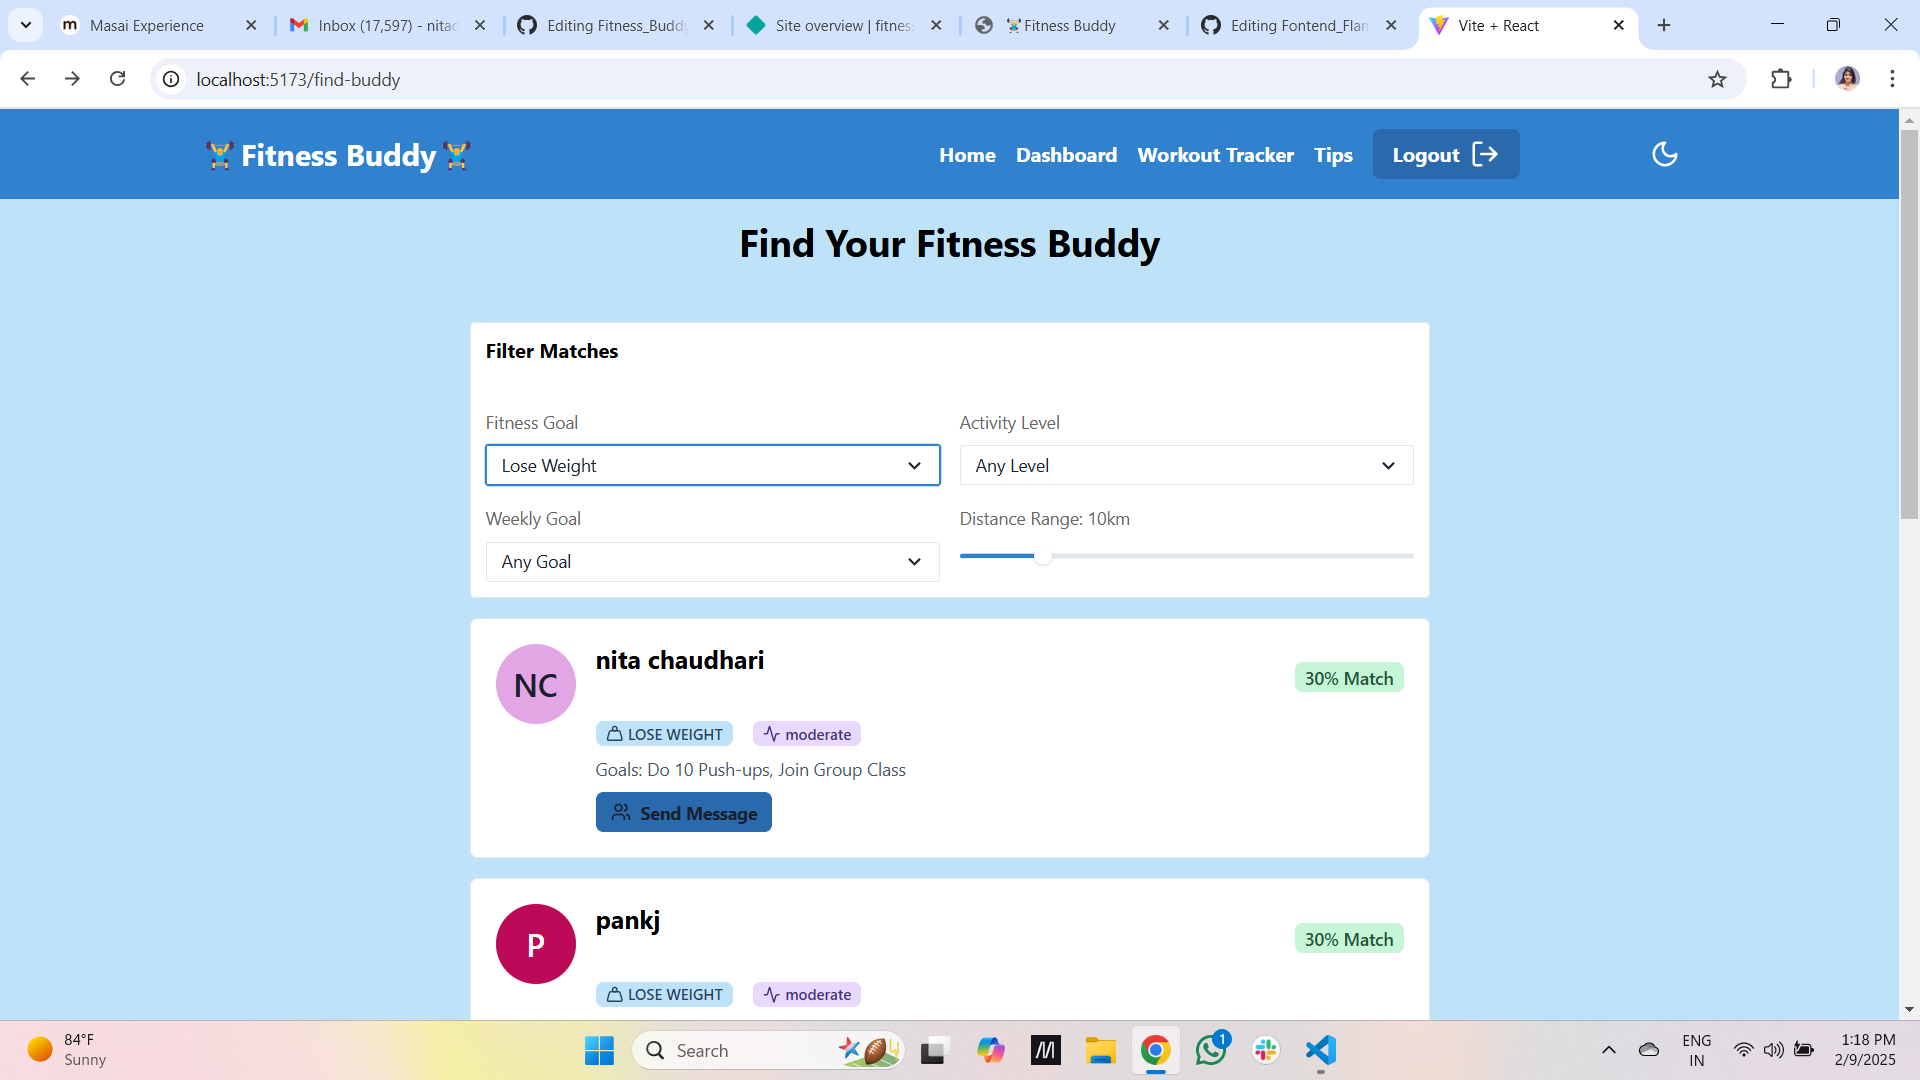 m Masai Experience
Inbox (17,597) - nitac
Editing Fitness_Buddy
Site overview | fitness
🏋️Fitness Buddy
Editing Fontend_Flam
Vite + React
localhost:5173/find-buddy
🏋️Fitness Buddy🏋️
Home Dashboard Workout Tracker Tips Logout
Find Your Fitness Buddy
Filter Matches
Fitness Goal
Activity Level
Lose Weight
Any Level
Weekly Goal
Distance Range: 10km
Any Goal
NC
nita chaudhari
30% Match
LOSE WEIGHT
moderate
Goals: Do 10 Push-ups, Join Group Class
Send Message
P
pankj
30% Match
LOSE WEIGHT
moderate
84°F
Sunny
Search
1
ENG
IN
1:18 PM
2/9/2025